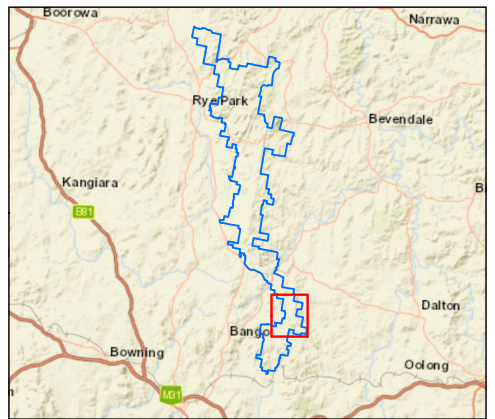 Boorowa
Narrawa
Rye Park
Bevendale
Kangiara
B
B81
Dalton
Bango
Bowning
Oolong
n
M31